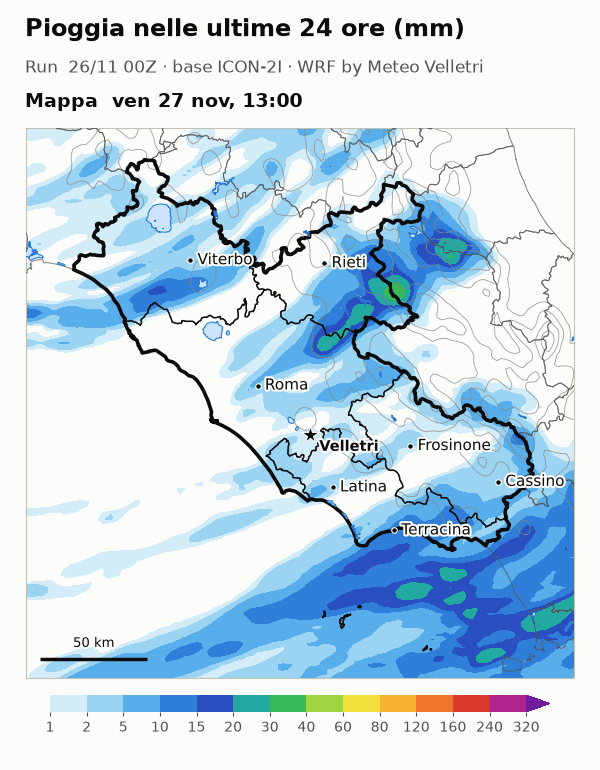 Pioggia nelle ultime 24 ore (mm)
Run 26/11 00Z · base ICON-2I · WRF by Meteo Velletri
Mappa ven 27 nov, 13:00
Viterbo
Rieti
Roma
Velletri
Frosinone
Cassino
Latina
Terracina
50 km
1 2 5 10 15 20 30 40 60 80 120 160 240 320